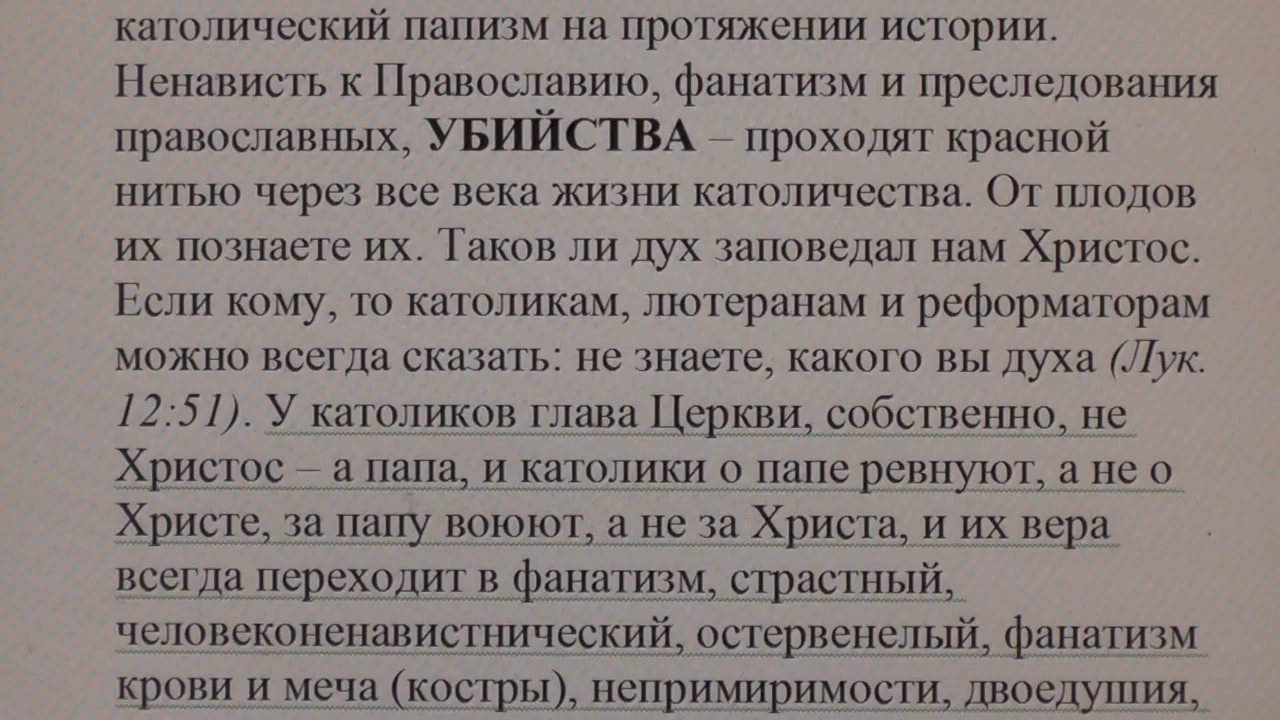 католический папизм на протяжении истории.
Ненависть к Православию, фанатизм и преследования
православных, УБИЙСТВА – проходят красной
нитью через все века жизни католичества. От плодов
их познаете их. Таков ли дух заповедал нам Христос.
Если кому, то католикам, лютеранам и реформаторам
можно всегда сказать: не знаете, какого вы духа (Лук.
12:51). У католиков глава Церкви, собственно, не
Христос – а папа, и католики о папе ревнуют, а не о
Христе, за папу воюют, а не за Христа, и их вера
всегда переходит в фанатизм, страстный,
человеконенавистнический, остервенелый, фанатизм
крови и меча (костры), непримиримости, двоедушия,